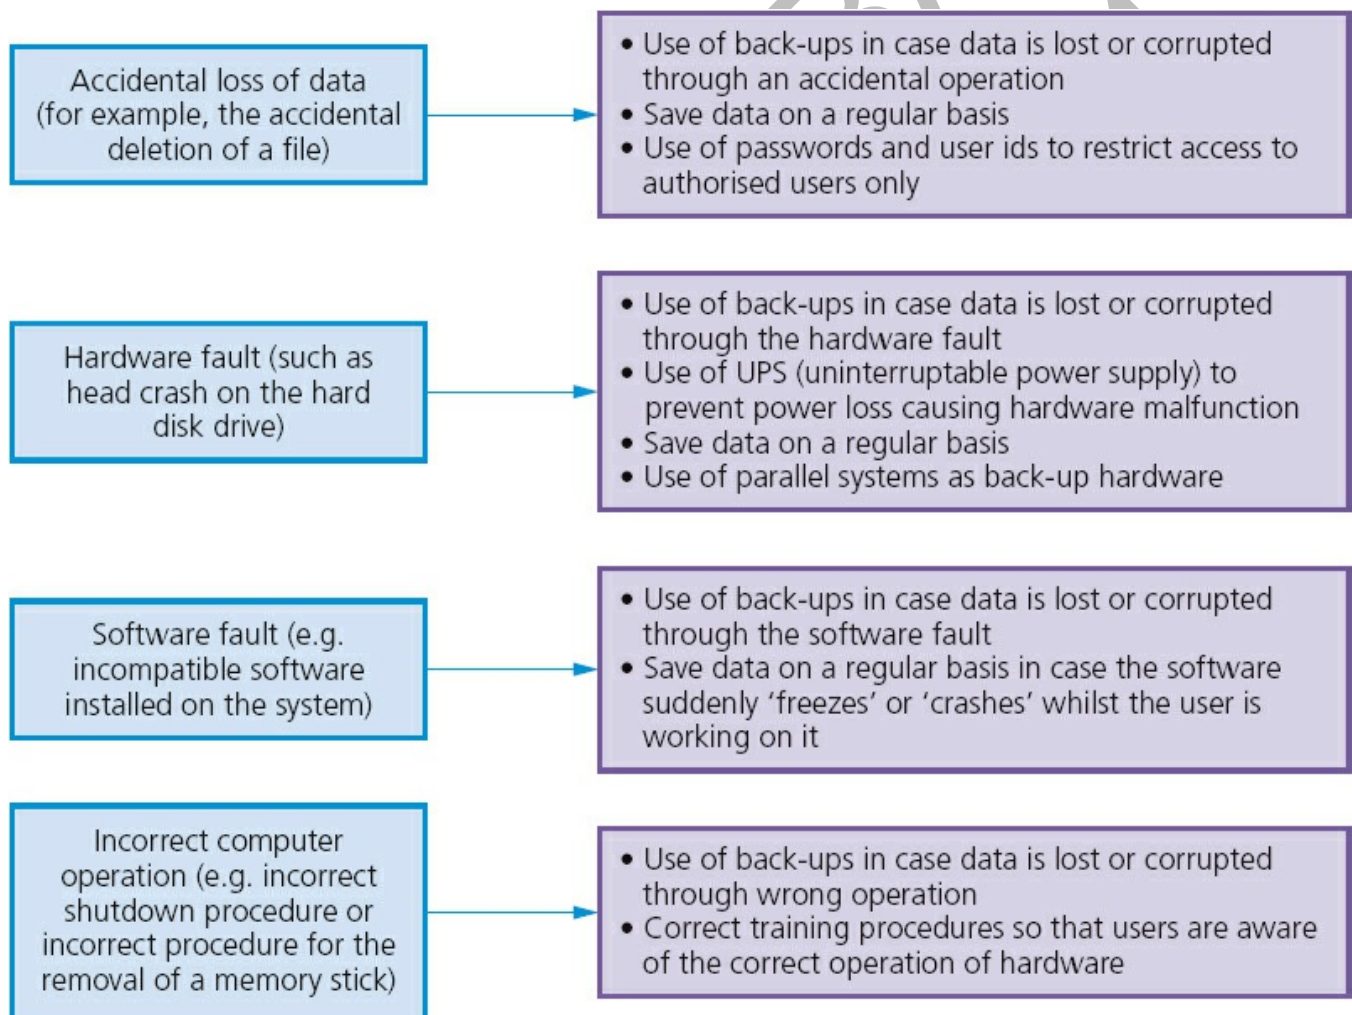 Accidental loss of data
(for example, the accidental
deletion of a file)
• Use of back-ups in case data is lost or corrupted
through an accidental operation
• Save data on a regular basis
• Use of passwords and user ids to restrict access to
authorised users only
Hardware fault (such as
head crash on the hard
disk drive)
• Use of back-ups in case data is lost or corrupted
through the hardware fault
• Use of UPS (uninterruptable power supply) to
prevent power loss causing hardware malfunction
• Save data on a regular basis
• Use of parallel systems as back-up hardware
Software fault (e.g.
incompatible software
installed on the system)
• Use of back-ups in case data is lost or corrupted
through the software fault
• Save data on a regular basis in case the software
suddenly ‘freezes’ or ‘crashes’ whilst the user is
working on it
Incorrect computer
operation (e.g. incorrect
shutdown procedure or
incorrect procedure for the
removal of a memory stick)
• Use of back-ups in case data is lost or corrupted
through wrong operation
• Correct training procedures so that users are aware
of the correct operation of hardware